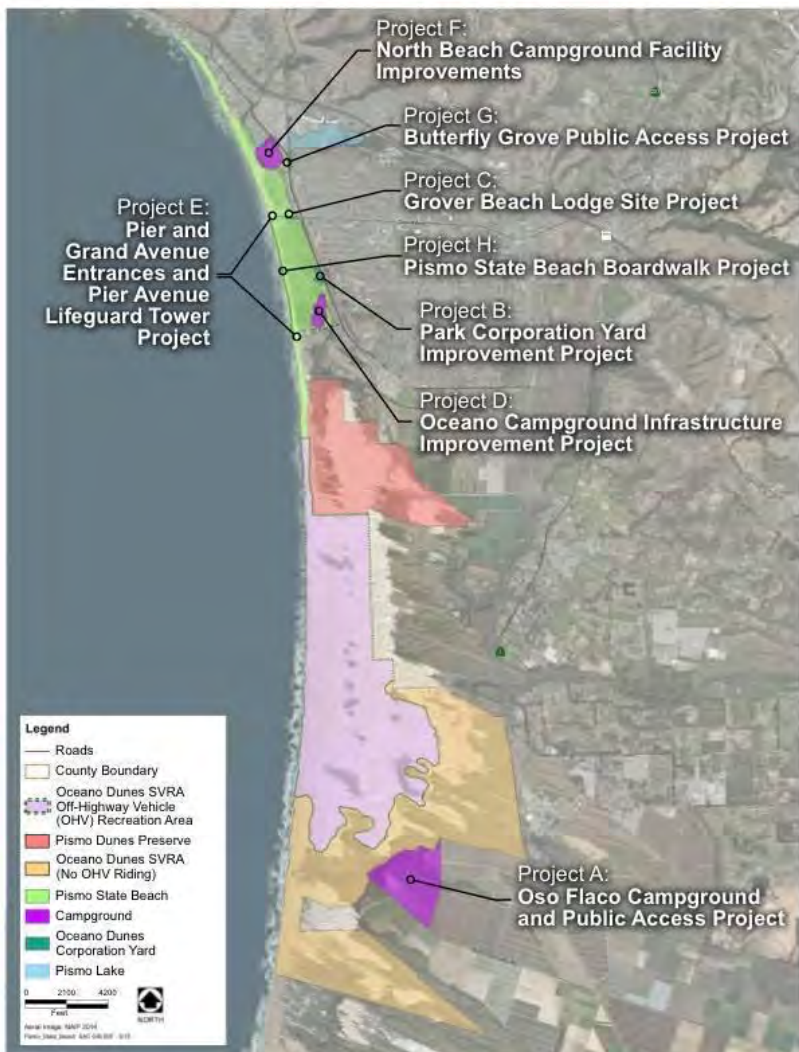 Project F:
North Beach Campground Facility
Improvements
Project G:
Butterfly Grove Public Access Project
Project C:
Grover Beach Lodge Site Project
Project E:
Pier and
Grand Avenue
Entrances and
Pier Avenue
Lifeguard Tower
Project
Project H:
Pismo State Beach Boardwalk Project
Project B:
Park Corporation Yard
Improvement Project
Project D:
Oceano Campground Infrastructure
Improvement Project
Project A:
Oso Flaco Campground
and Public Access Project
Legend
Roads
County Boundary
Oceano Dunes SVRA
Off-Highway Vehicle
(OHV) Recreation Area
Pismo Dunes Preserve
Oceano Dunes SVRA
(No OHV Riding)
Pismo State Beach
Campground
Oceano Dunes
Corporation Yard
Pismo Lake
0 2100 4200
Feet
NORTH
Aerial Image: NAIP 2014